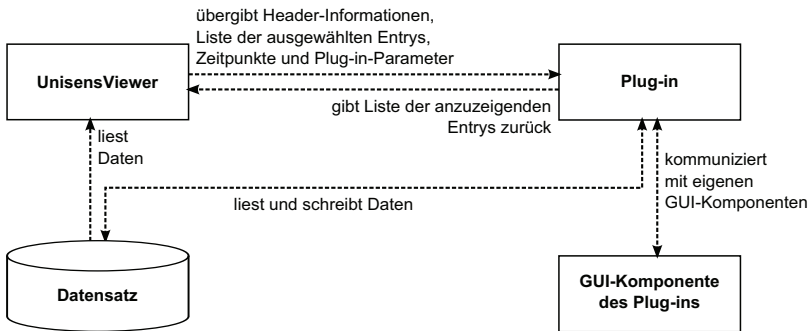 übergibt Header-Informationen,
Liste der ausgewählten Entrys,
Zeitpunkte und Plug-in-Parameter
UnisensViewer
Plug-in
gibt Liste der anzuzeigenden
Entrys zurück
liest
Daten
kommuniziert
mit eigenen
GUI-Komponenten
liest und schreibt Daten
Datensatz
GUI-Komponente
des Plug-ins